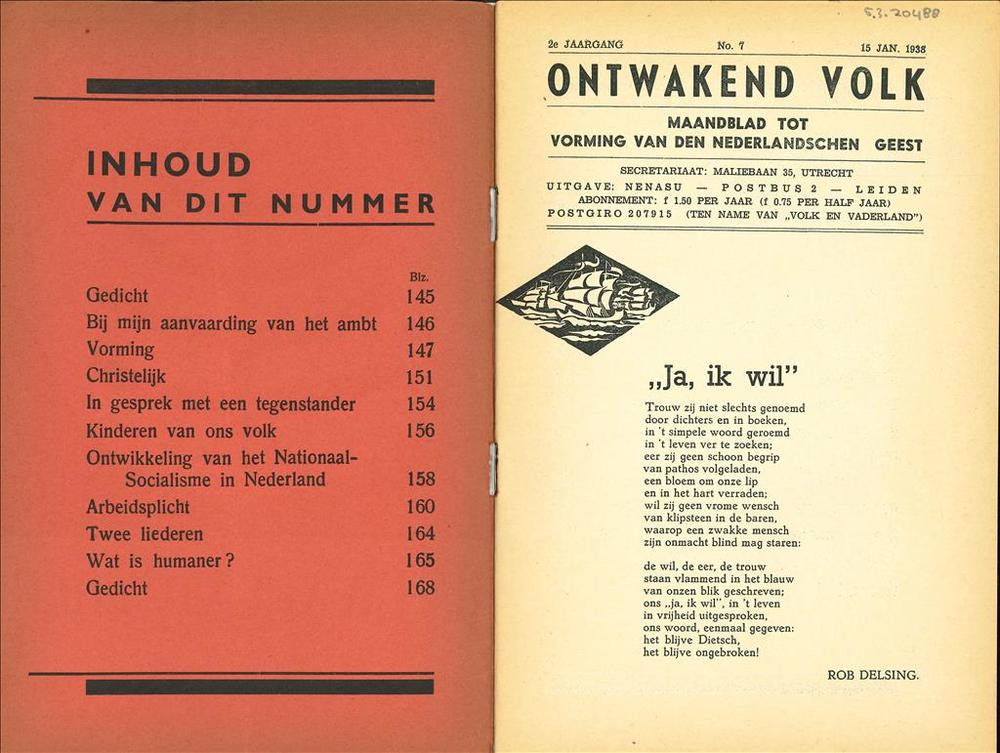 INHOUD
VAN DIT NUMMER
Blz.
Gedicht 145
Bij mijn aanvaarding van het ambt 146
Vorming 147
Christelijk 151
In gesprek met een tegenstander 154
Kinderen van ons volk 156
Ontwikkeling van het Nationaal-
Socialisme in Nederland 158
Arbeidsplicht 160
Twee liederen 164
Wat is humaner? 165
Gedicht 168
5.3.20488
2e JAARGANG No. 7 15 JAN. 1938
ONTWAKEND VOLK
MAANDBLAD TOT
VORMING VAN DEN NEDERLANDSCHEN GEEST
SECRETARIAAT: MALIEBAAN 35, UTRECHT
UITGAVE: NENASU — POSTBUS 2 — LEIDEN
ABONNEMENT: f 1.50 PER JAAR (f 0.75 PER HALF JAAR)
POSTGIRO 207915 (TEN NAME VAN „VOLK EN VADERLAND”)
„Ja, ik wil”
Trouw zij niet slechts genoemd
door dichters en in boeken,
in 't simpele woord geroemd
in 't leven ver te zoeken;
eer zij geen schoon begrip
van pathos volgeladen,
een bloem om onze lip
en in het hart verraden;
wil zij geen vrome wensch
van klipsteen in de baren,
waarop een zwakke mensch
zijn onmacht blind mag staren:
de wil, de eer, de trouw
staan vlammend in het blauw
van onzen blik geschreven;
ons „ja, ik wil”, in 't leven
in vrijheid uitgesproken,
ons woord, eenmaal gegeven:
het blijve Dietsch,
het blijve ongebroken!
ROB DELSING.